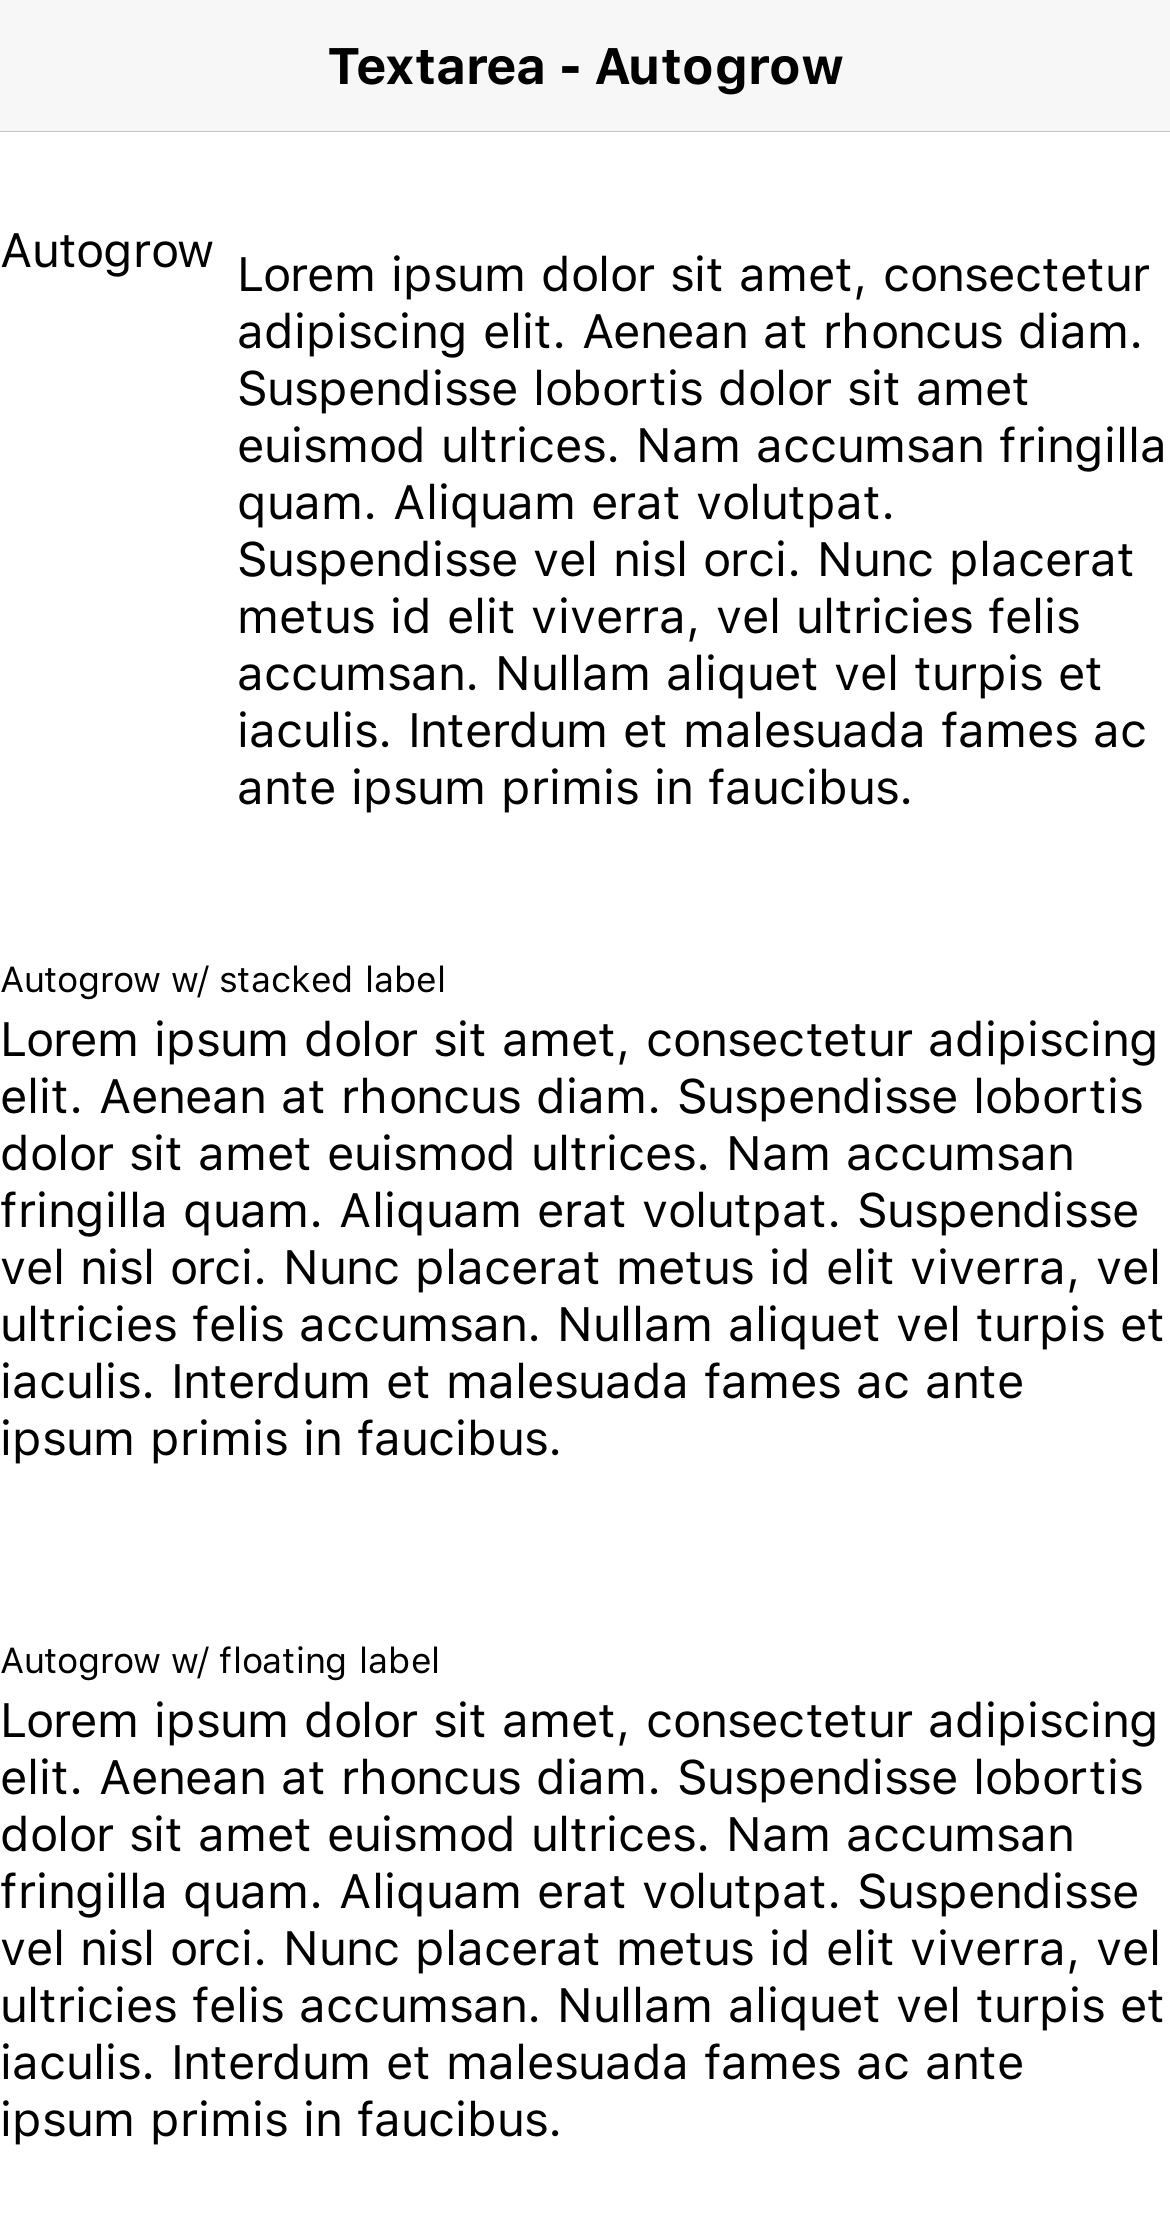 Textarea - Autogrow
Autogrow
Lorem ipsum dolor sit amet, consectetur
adipiscing elit. Aenean at rhoncus diam.
Suspendisse lobortis dolor sit amet
euismod ultrices. Nam accumsan fringilla
quam. Aliquam erat volutpat.
Suspendisse vel nisl orci. Nunc placerat
metus id elit viverra, vel ultricies felis
accumsan. Nullam aliquet vel turpis et
iaculis. Interdum et malesuada fames ac
ante ipsum primis in faucibus.
Autogrow w/ stacked label
Lorem ipsum dolor sit amet, consectetur adipiscing
elit. Aenean at rhoncus diam. Suspendisse lobortis
dolor sit amet euismod ultrices. Nam accumsan
fringilla quam. Aliquam erat volutpat. Suspendisse
vel nisl orci. Nunc placerat metus id elit viverra, vel
ultricies felis accumsan. Nullam aliquet vel turpis et
iaculis. Interdum et malesuada fames ac ante
ipsum primis in faucibus.
Autogrow w/ floating label
Lorem ipsum dolor sit amet, consectetur adipiscing
elit. Aenean at rhoncus diam. Suspendisse lobortis
dolor sit amet euismod ultrices. Nam accumsan
fringilla quam. Aliquam erat volutpat. Suspendisse
vel nisl orci. Nunc placerat metus id elit viverra, vel
ultricies felis accumsan. Nullam aliquet vel turpis et
iaculis. Interdum et malesuada fames ac ante
ipsum primis in faucibus.